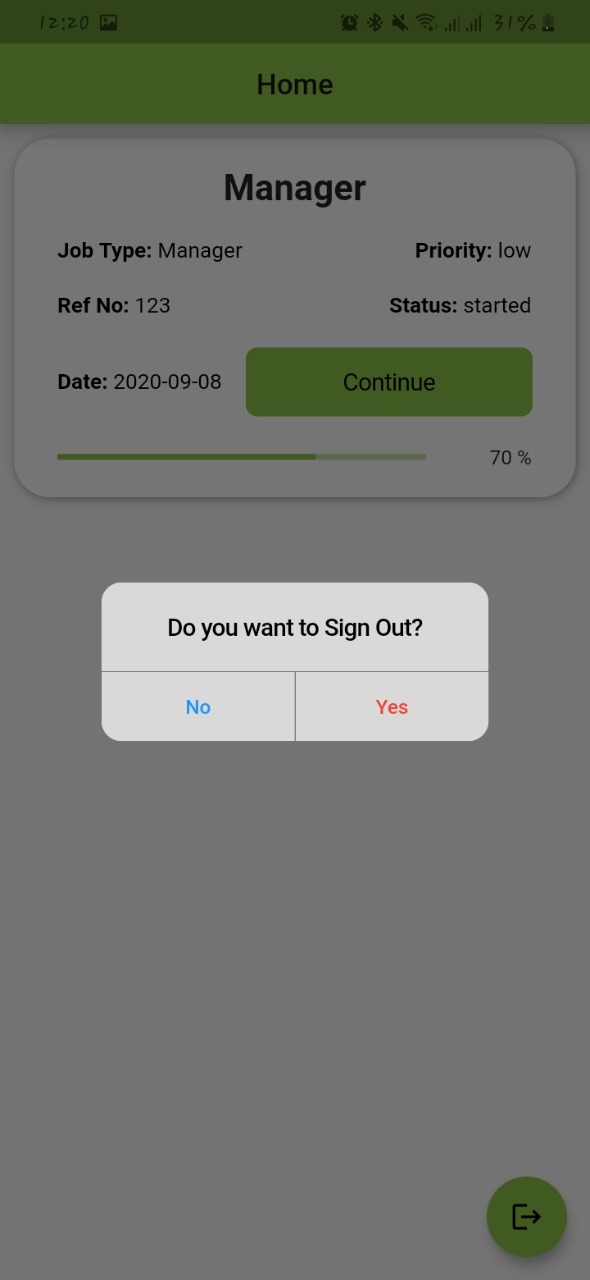 12:20 31%
Home
Manager
Job Type: Manager Priority: low
Ref No: 123 Status: started
Date: 2020-09-08 Continue
70 %
Do you want to Sign Out?
No Yes